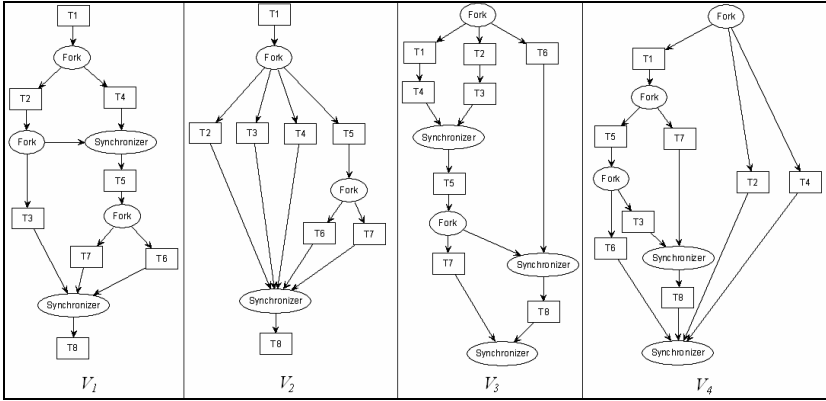 T1
Fork
T2
T4
Fork
Synchronizer
T5
T3
Fork
T7
T6
Synchronizer
T8
V1
T1
Fork
T2
T3
T4
T5
Fork
T6
T7
Synchronizer
T8
V2
Fork
T1
T2
T6
T4
T3
Synchronizer
T5
Fork
T7
Synchronizer
T8
Synchronizer
V3
Fork
T1
Fork
T5
T7
Fork
T2
T4
T3
T6
Synchronizer
T8
Synchronizer
V4